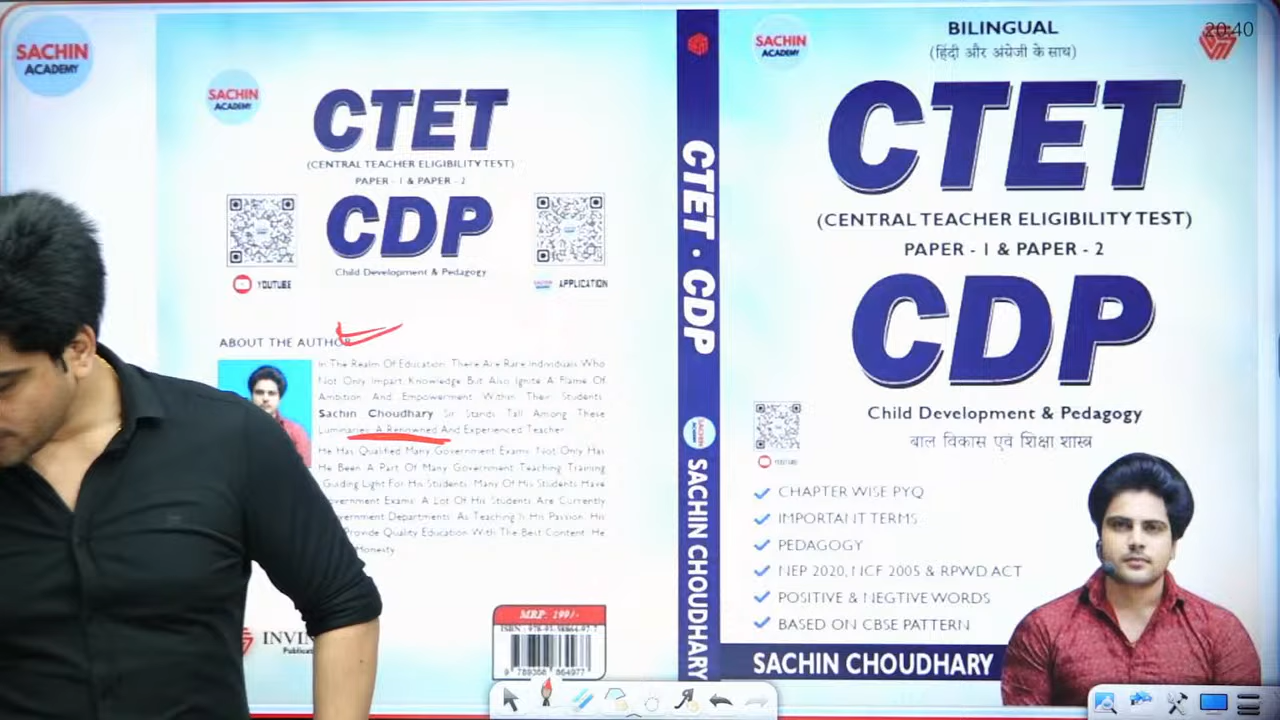 SACHIN
ACADEMY
SACHIN
ACADEMY
CTET
(CENTRAL TEACHER ELIGIBILITY TEST)
PAPER - 1 & PAPER - 2
CDP
Child Development & Pedagogy
YOUTUBE
APPLICATION
ABOUT THE AUTHOR
In The Realm Of Education There Are Rare Individuals Who
Not Only Impart Knowledge But Also Ignite A Flame Of
Ambition And Empowerment Within Their Students.
Sachin Choudhary Sir Stands Tall Among These
Luminaries A Renowned And Experienced Teacher.
He Has Qualified Many Government Exams. Not Only Has
He Been A Part Of Many Government Teaching Training
Guiding Light For His Students. Many Of His Students Have
Government Exams. A Lot Of His Students Are Currently
Departments. As Teaching Is His Passion. His
Provide Quality Education With The Best Content. He
Honesty
MRP: 199/-
9 789358 864977
CTET • CDP
SACHIN
ACADEMY
SACHIN CHOUDHARY
SACHIN
ACADEMY
BILINGUAL
20:40
(हिंदी और अंग्रेजी के साथ)
CTET
(CENTRAL TEACHER ELIGIBILITY TEST)
PAPER - 1 & PAPER - 2
CDP
Child Development & Pedagogy
बाल विकास एवं शिक्षा शास्त्र
YOUTUBE
CHAPTER WISE PYQ
IMPORTANT TERMS
PEDAGOGY
NEP 2020, NCF 2005 & RPWD ACT
POSITIVE & NEGTIVE WORDS
BASED ON CBSE PATTERN
SACHIN CHOUDHARY